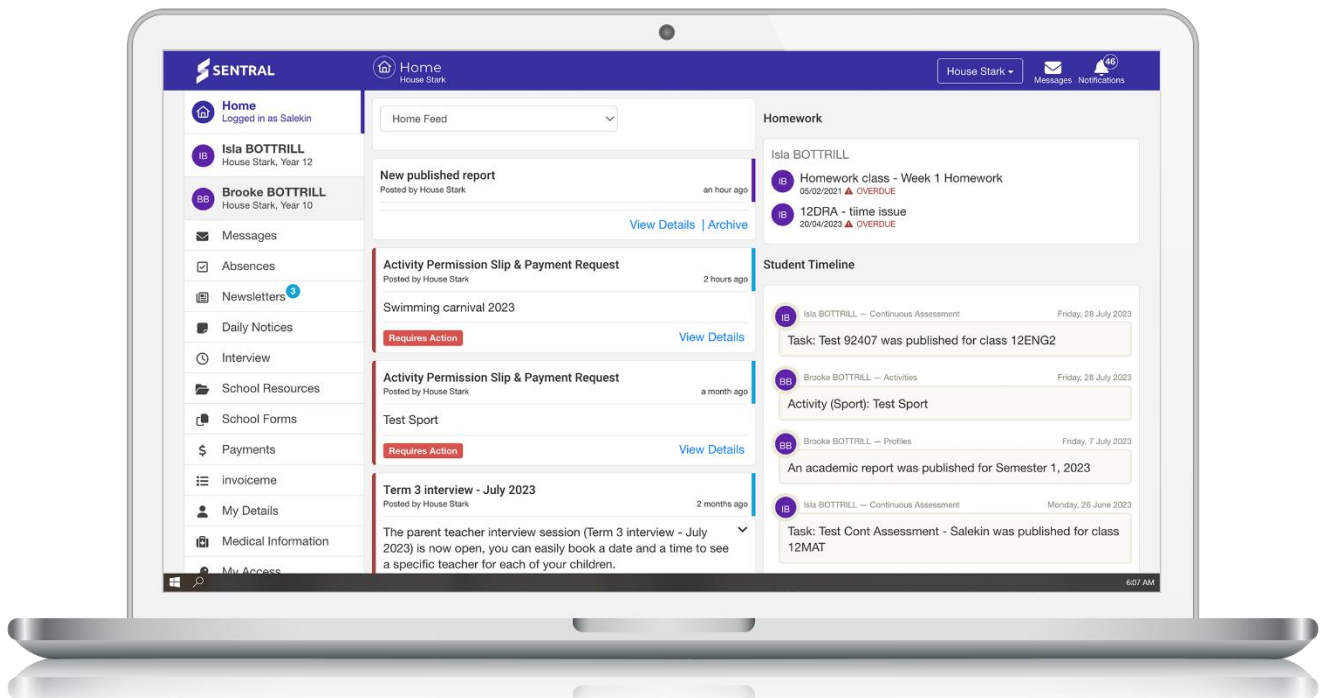 SENTRAL
Home
House Stark
House Stark
Messages
46
Notifications
Home
Logged in as Salekin
IB
Isla BOTTRILL
House Stark, Year 12
BB
Brooke BOTTRILL
House Stark, Year 10
Messages
Absences
Newsletters 3
Daily Notices
Interview
School Resources
School Forms
$ Payments
invoiceme
My Details
Medical Information
My Access
Home Feed
New published report
Posted by House Stark
an hour ago
View Details | Archive
Activity Permission Slip & Payment Request
Posted by House Stark
2 hours ago
Swimming carnival 2023
Requires Action
View Details
Activity Permission Slip & Payment Request
Posted by House Stark
a month ago
Test Sport
Requires Action
View Details
Term 3 interview - July 2023
Posted by House Stark
2 months ago
The parent teacher interview session (Term 3 interview - July
2023) is now open, you can easily book a date and a time to see
a specific teacher for each of your children.
Homework
Isla BOTTRILL
IB
Homework class - Week 1 Homework
05/02/2021 OVERDUE
IB
12DRA - tiime issue
20/04/2023 OVERDUE
Student Timeline
IB
Isla BOTTRILL — Continuous Assessment
Friday, 28 July 2023
Task: Test 92407 was published for class 12ENG2
BB
Brooke BOTTRILL — Activities
Friday, 28 July 2023
Activity (Sport): Test Sport
BB
Brooke BOTTRILL — Profiles
Friday, 7 July 2023
An academic report was published for Semester 1, 2023
IB
Isla BOTTRILL — Continuous Assessment
Monday, 26 June 2023
Task: Test Cont Assessment - Salekin was published for class
12MAT
6:07 AM